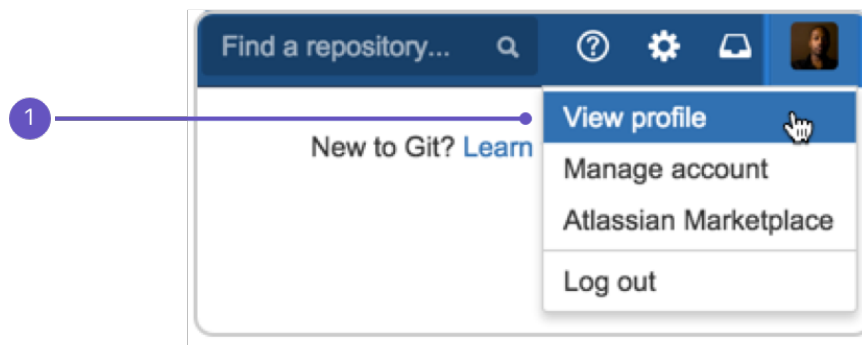 Find a repository...
1
View profile
New to Git? Learn
Manage account
Atlassian Marketplace
Log out